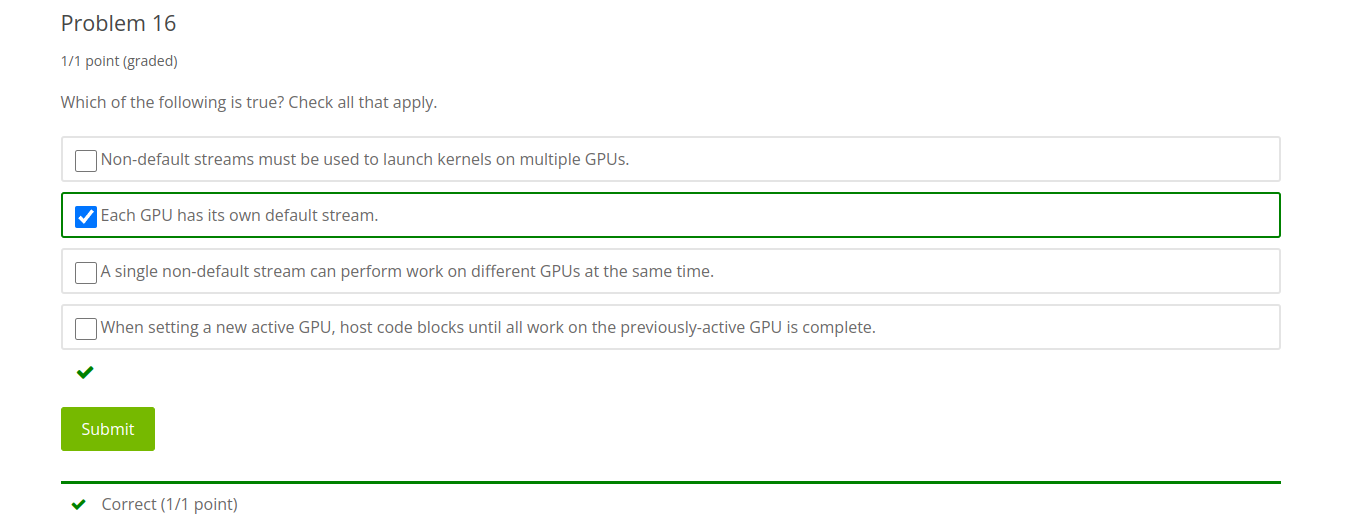 Problem 16
1/1 point (graded)
Which of the following is true? Check all that apply.
Non-default streams must be used to launch kernels on multiple GPUs.
Each GPU has its own default stream.
A single non-default stream can perform work on different GPUs at the same time.
When setting a new active GPU, host code blocks until all work on the previously-active GPU is complete.
Submit
Correct (1/1 point)